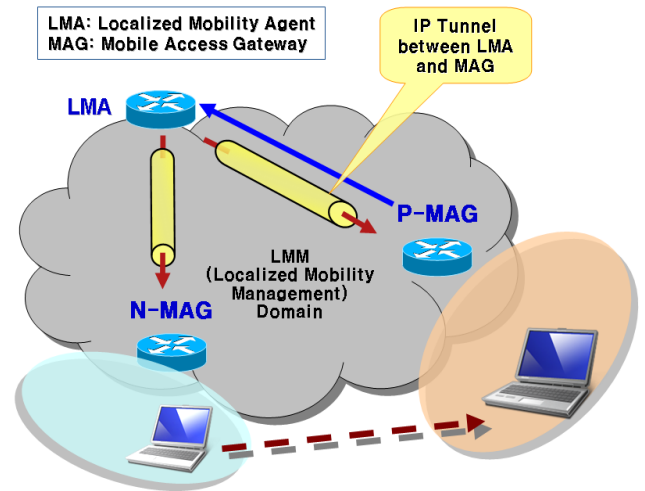 LMA: Localized Mobility Agent
MAG: Mobile Access Gateway
IP Tunnel
between LMA
and MAG
LMA
P-MAG
LMM
(Localized Mobility
Management)
Domain
N-MAG